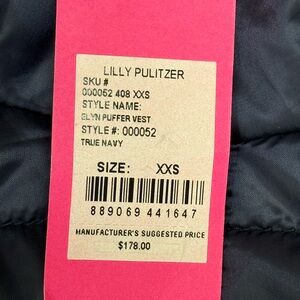 LILLY PULITZER
SKU #
000052 408 XXS
STYLE NAME:
ELYN PUFFER VEST
STYLE #: 000052
TRUE NAVY
SIZE: XXS
889069 441647
MANUFACTURER'S SUGGESTED PRICE
$178.00